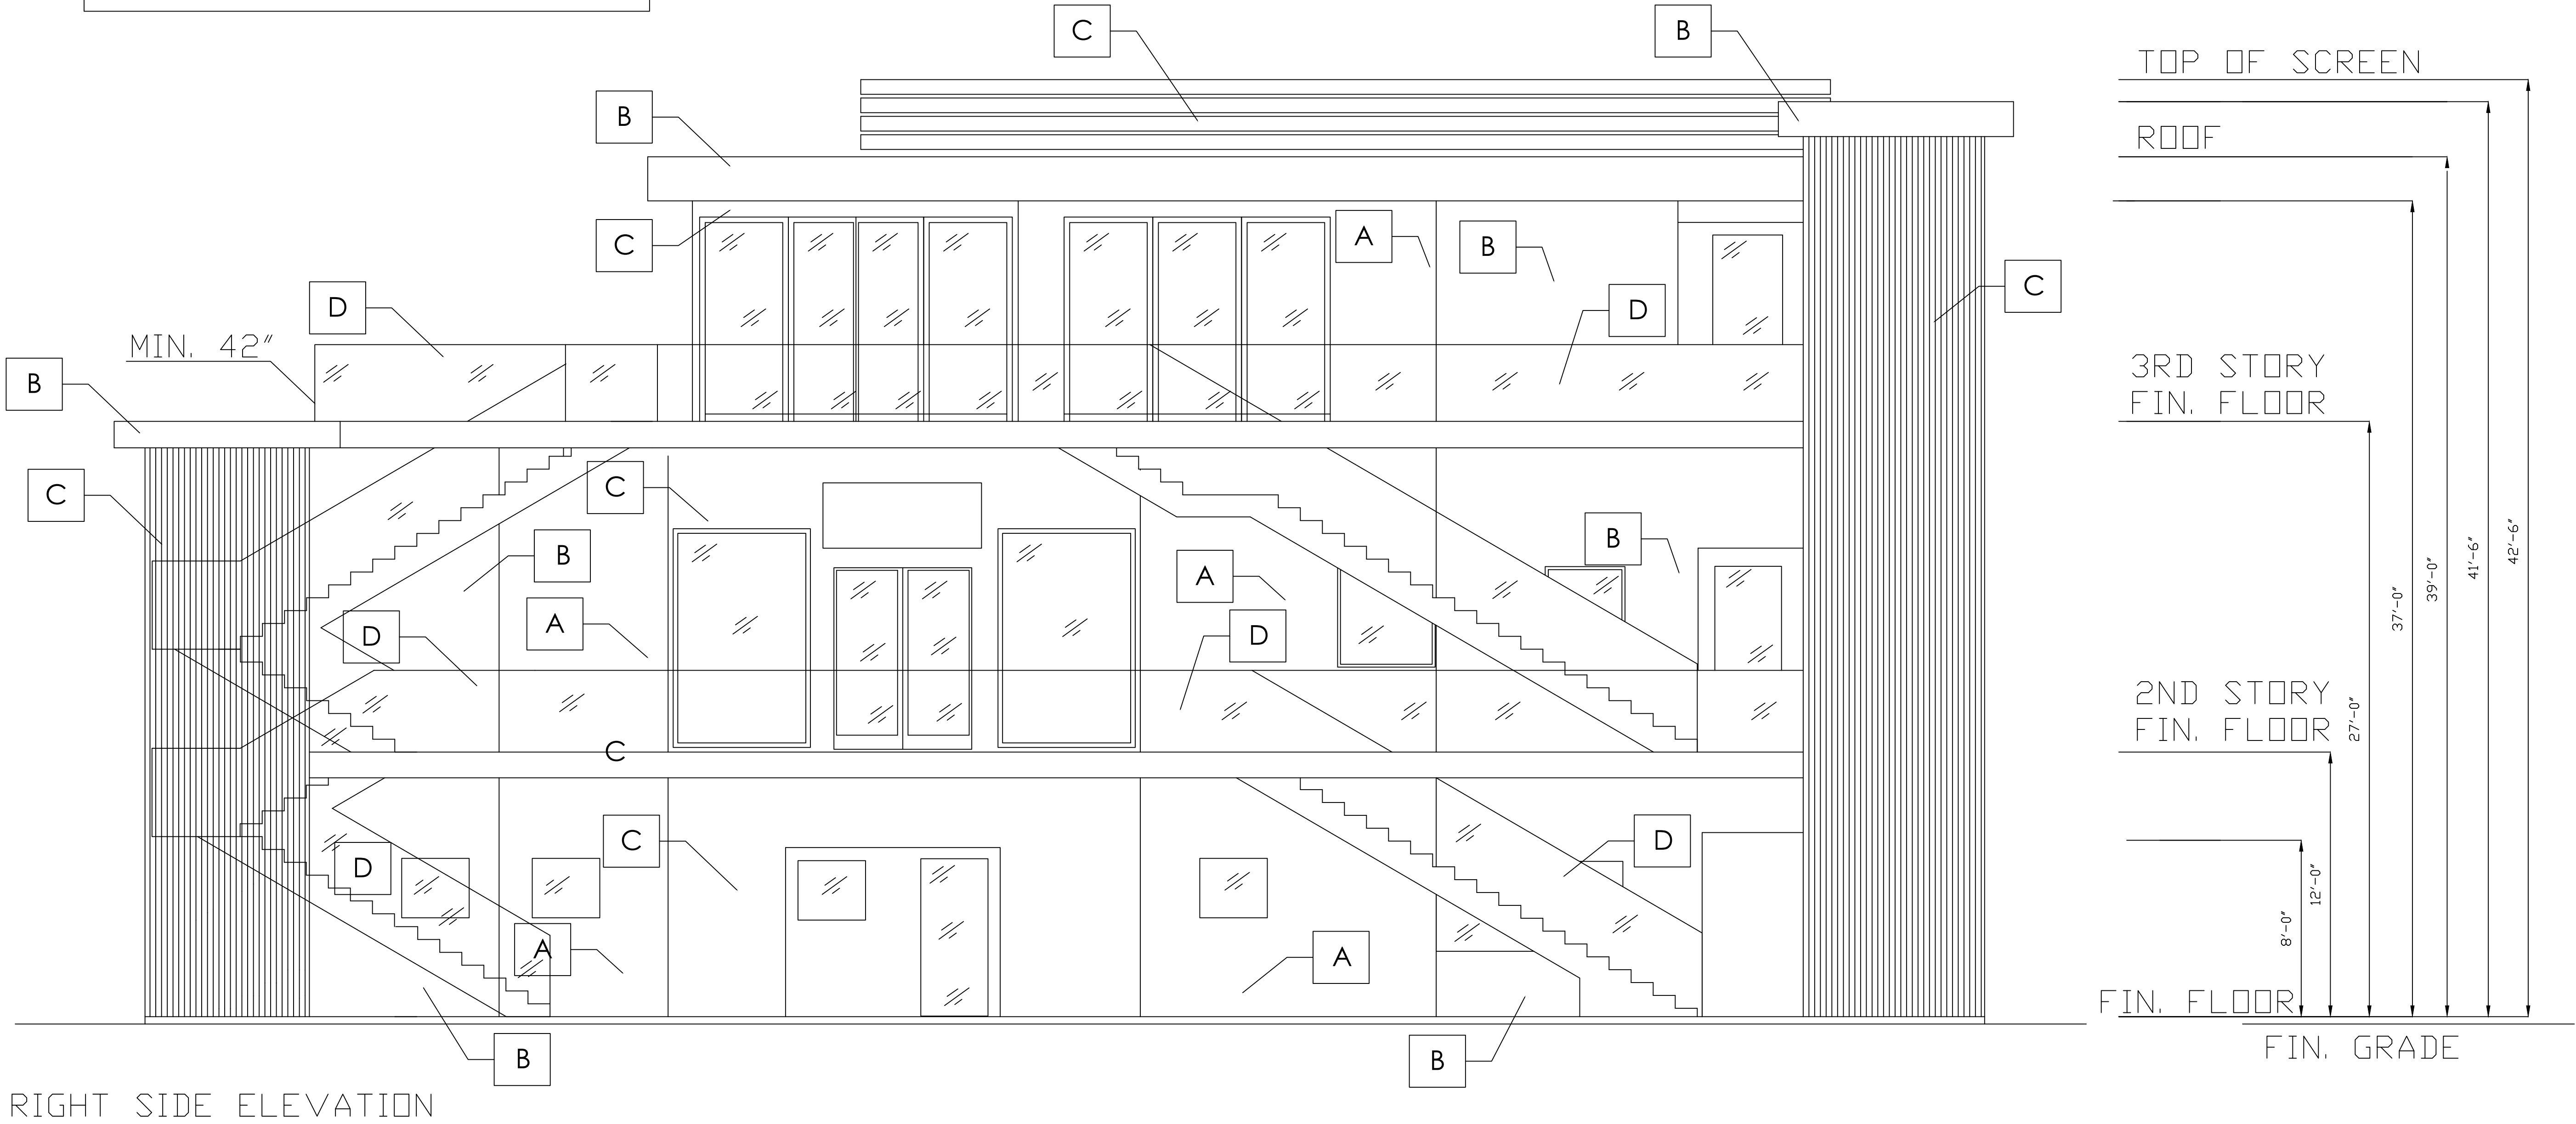 C
B
TOP OF SCREEN
B
ROOF
C
A
B
D
C
D
MIN. 42"
B
3RD STORY
FIN. FLOOR
C
C
B
B
A
A
D
D
42'-6"
41'-6"
39'-0"
37'-0"
2ND STORY
FIN. FLOOR
27'-0"
C
C
D
D
12'-0"
8'-0"
A
A
FIN. FLOOR
FIN. GRADE
B
B
RIGHT SIDE ELEVATION